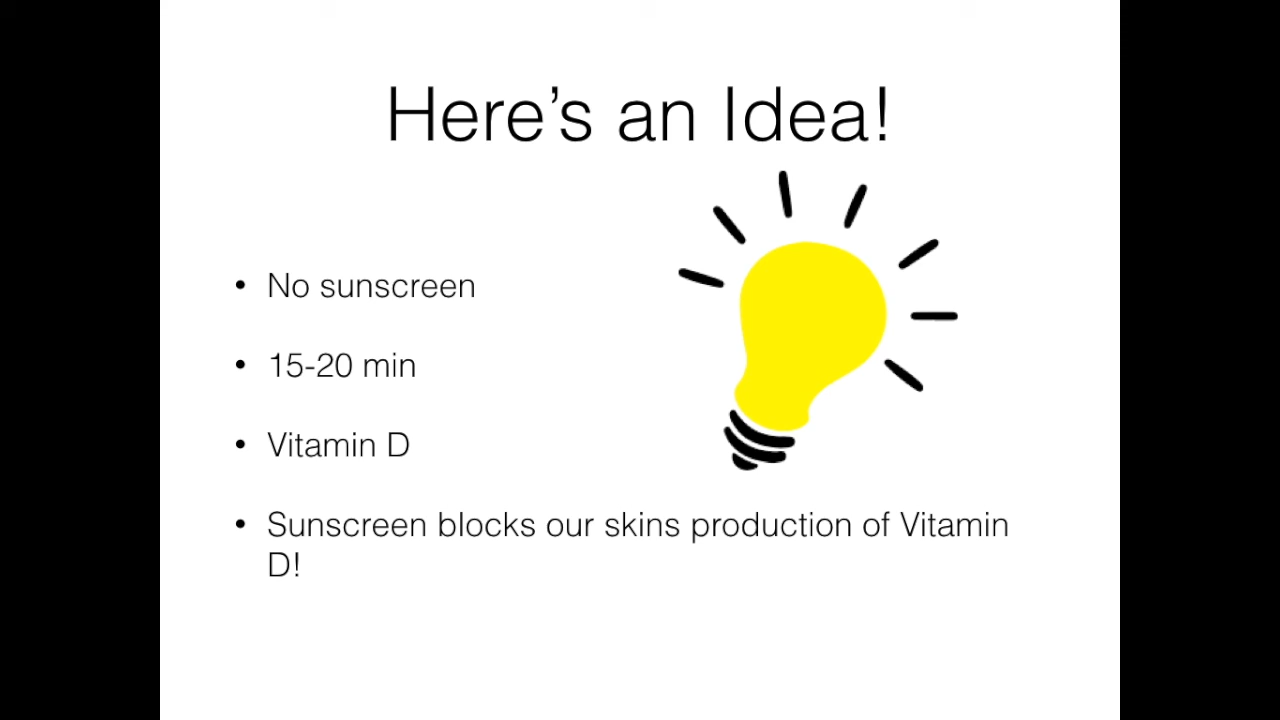 Here’s an Idea!
• No sunscreen
• 15-20 min
• Vitamin D
• Sunscreen blocks our skins production of Vitamin
D!